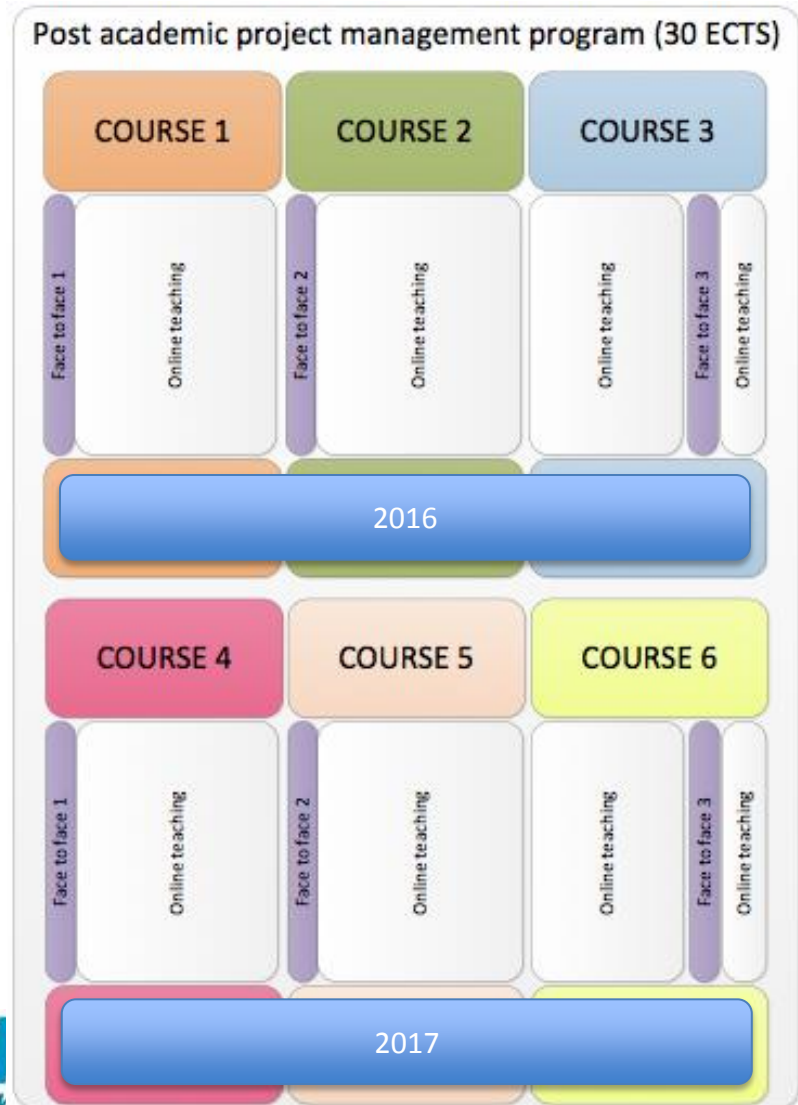 Post academic project management program (30 ECTS)
COURSE 1
COURSE 2
COURSE 3
Face to face 1
Online teaching
Face to face 2
Online teaching
Online teaching
Face to face 3
Online teaching
2016
COURSE 4
COURSE 5
COURSE 6
Face to face 1
Online teaching
Face to face 2
Online teaching
Online teaching
Face to face 3
Online teaching
2017